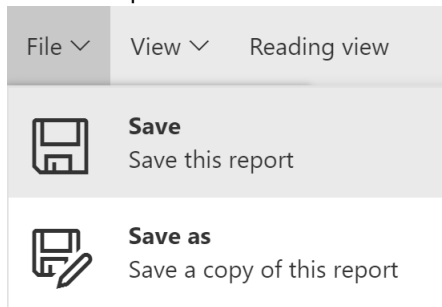 File View Reading view
Save
Save this report
Save as
Save a copy of this report